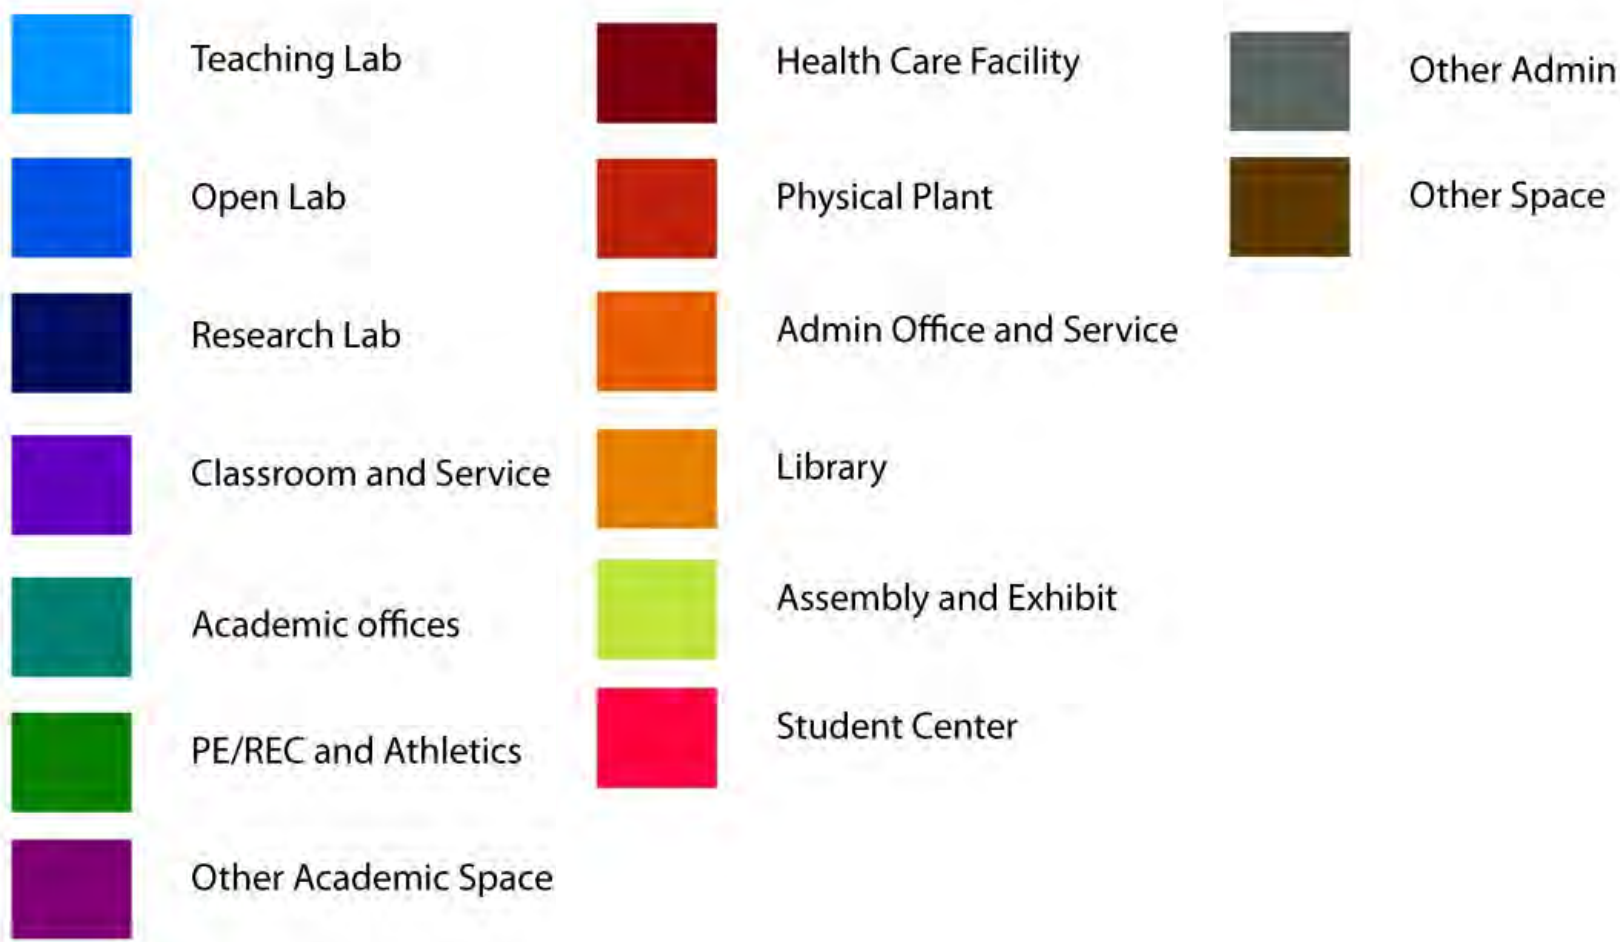 Teaching Lab
Open Lab
Research Lab
Classroom and Service
Academic offices
PE/REC and Athletics
Other Academic Space
Health Care Facility
Physical Plant
Admin Office and Service
Library
Assembly and Exhibit
Student Center
Other Admin
Other Space